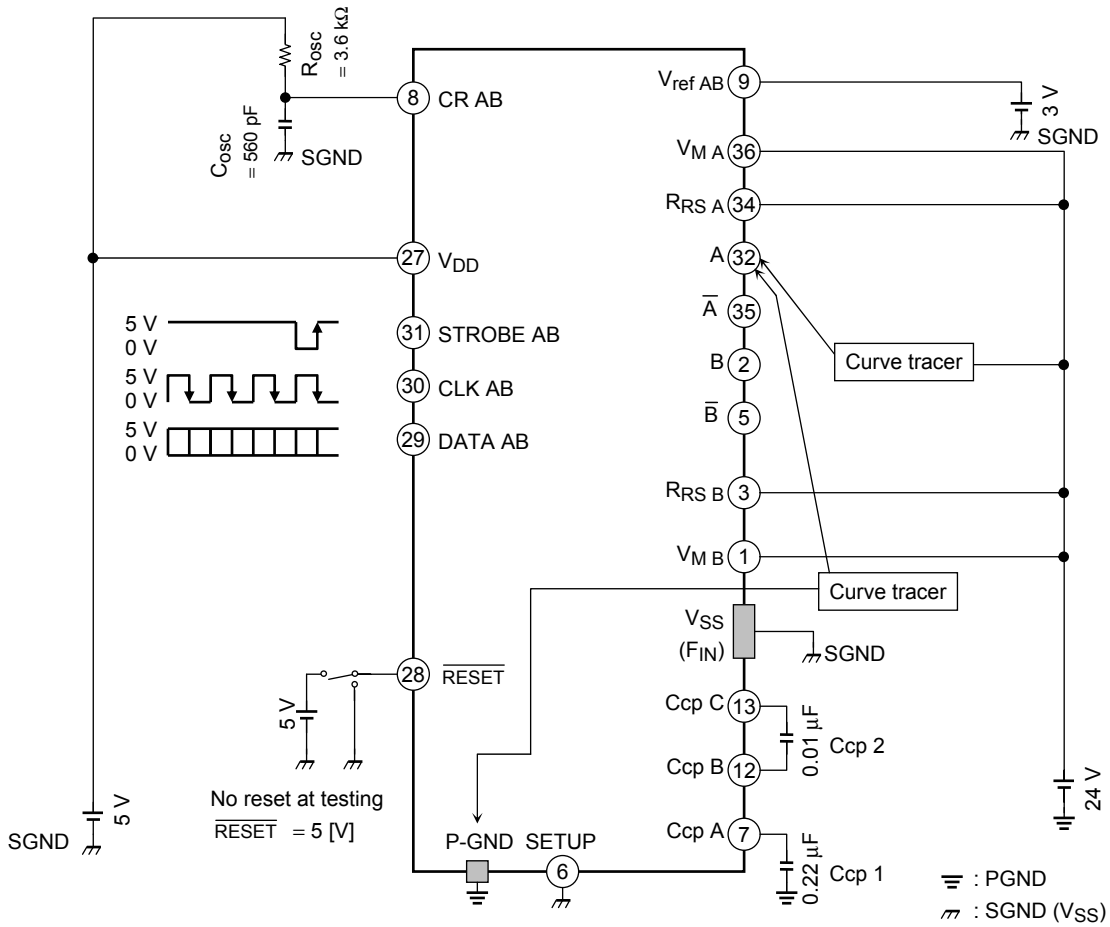 Rosc
= 3.6 kΩ
Cosc
= 560 pF
SGND
8
CR AB
Vref AB
9
3 V
SGND
VM A
36
RRS A
34
A
32
A̅
35
B
2
B̅
5
RRS B
3
VM B
1
Curve tracer
Curve tracer
27
VDD
5 V
0 V
31
STROBE AB
5 V
0 V
30
CLK AB
5 V
0 V
29
DATA AB
VSS
(FIN)
SGND
28
RESET
5 V
No reset at testing
RESET = 5 [V]
Ccp C
13
0.01 μF
Ccp 2
Ccp B
12
Ccp A
7
0.22 μF
Ccp 1
24 V
5 V
SGND
P-GND
SETUP
6
: PGND
: SGND (VSS)